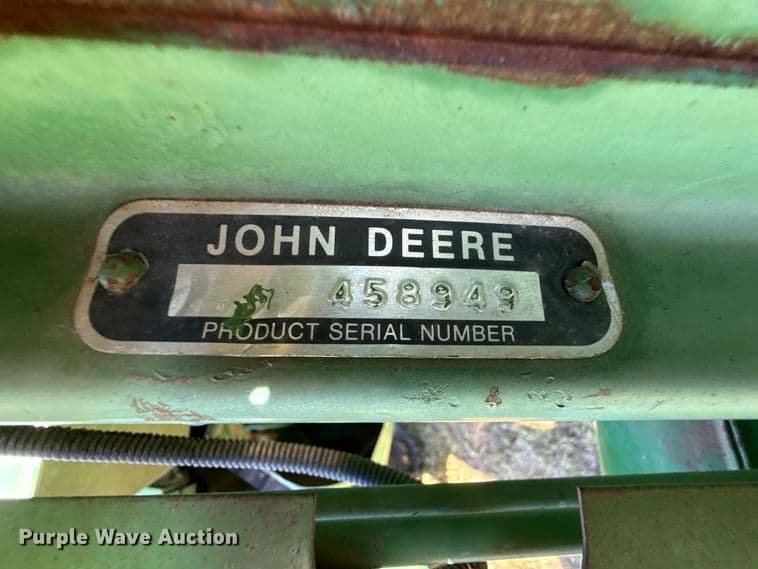 JOHN DEERE
458949
PRODUCT SERIAL NUMBER
Purple Wave Auction